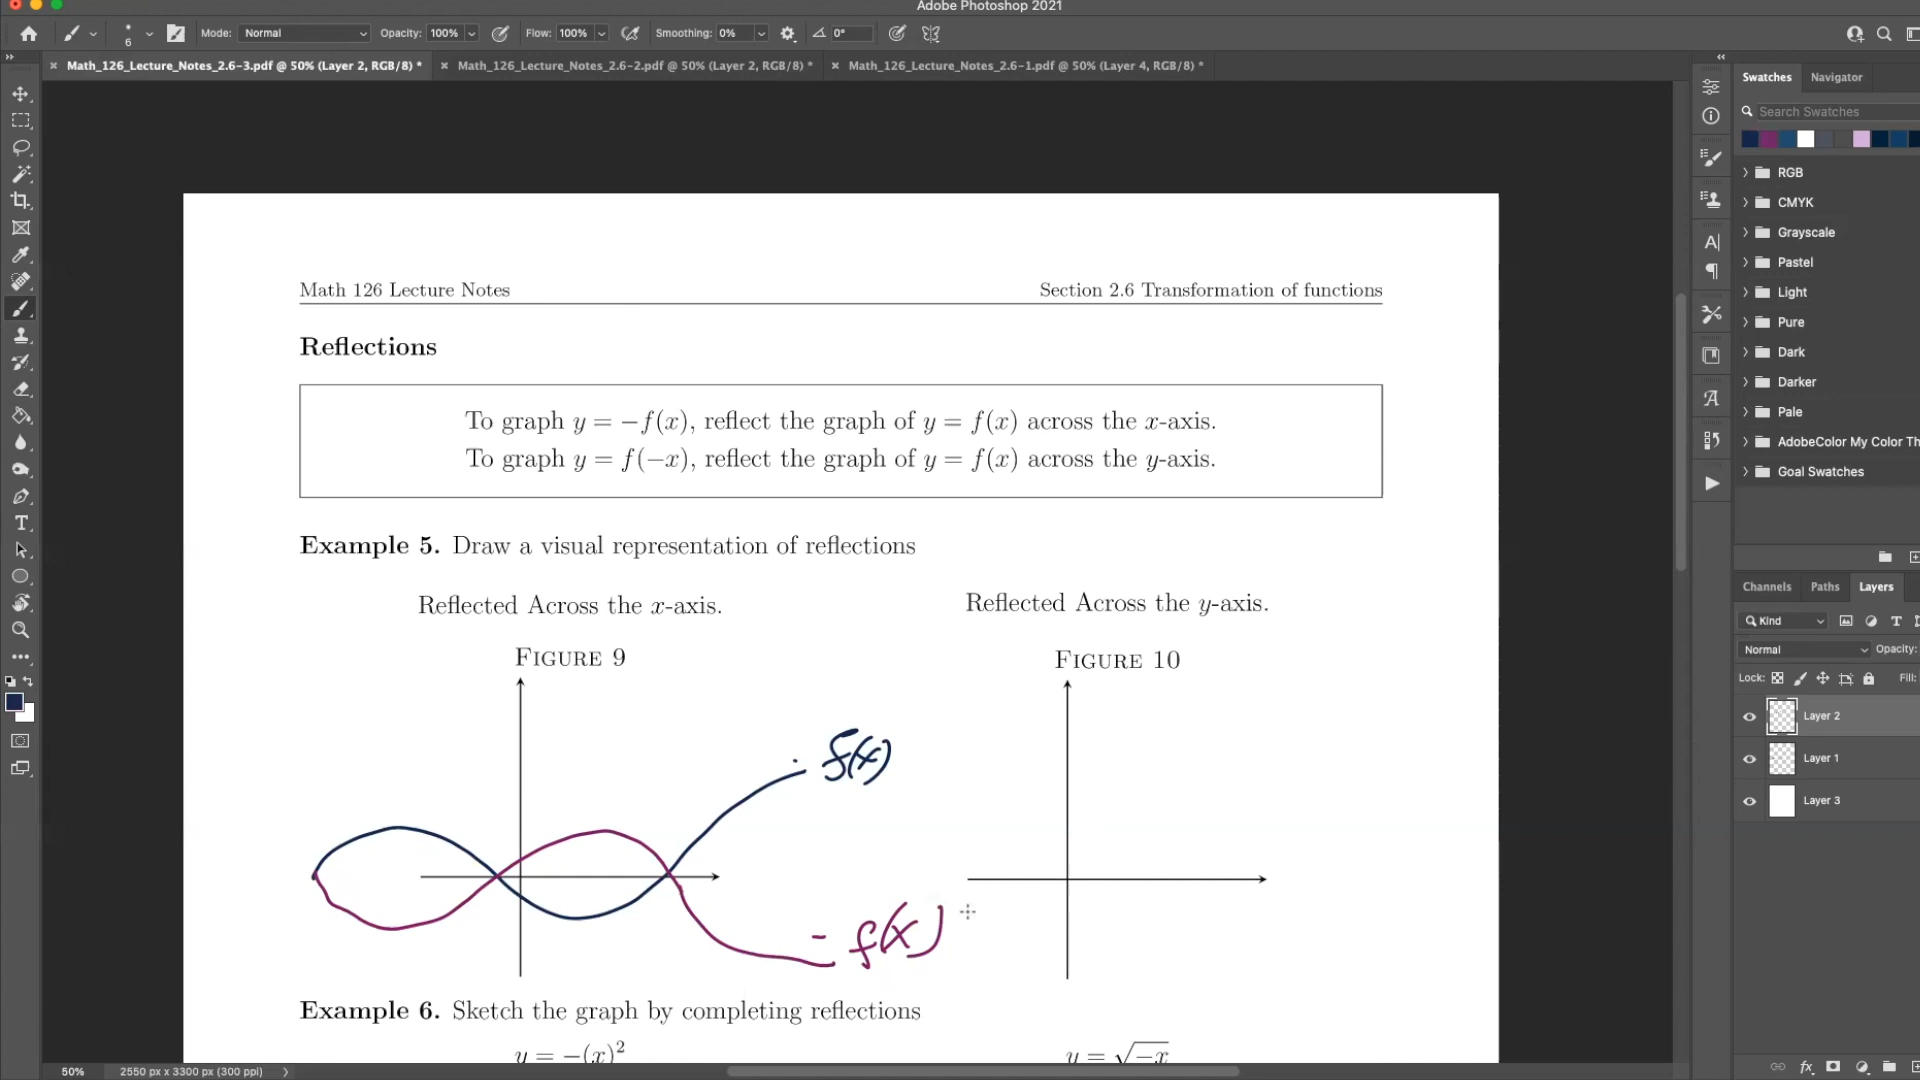 Adobe Photoshop 2021
6
Mode: Normal
Opacity: 100%
Flow: 100%
Smoothing: 0%
0°
Math_126_Lecture_Notes_2.6-3.pdf @ 50% (Layer 2, RGB/8) *
Math_126_Lecture_Notes_2.6-2.pdf @ 50% (Layer 2, RGB/8) *
Math_126_Lecture_Notes_2.6-1.pdf @ 50% (Layer 4, RGB/8) *
Math 126 Lecture Notes
Section 2.6 Transformation of functions
Reflections
To graph y = −f(x), reflect the graph of y = f(x) across the x-axis.
To graph y = f(−x), reflect the graph of y = f(x) across the y-axis.
Example 5. Draw a visual representation of reflections
Reflected Across the x-axis.
Reflected Across the y-axis.
Figure 9
Figure 10
f(x)
- f(x)
Example 6. Sketch the graph by completing reflections
y = −(x)²
y = √−x
50%
2550 px x 3300 px (300 ppi)
Swatches
Navigator
Search Swatches
RGB
CMYK
Grayscale
Pastel
Light
Pure
Dark
Darker
Pale
AdobeColor My Color Th
Goal Swatches
Channels
Paths
Layers
Kind
Normal
Opacity:
Lock:
Fill:
Layer 2
Layer 1
Layer 3